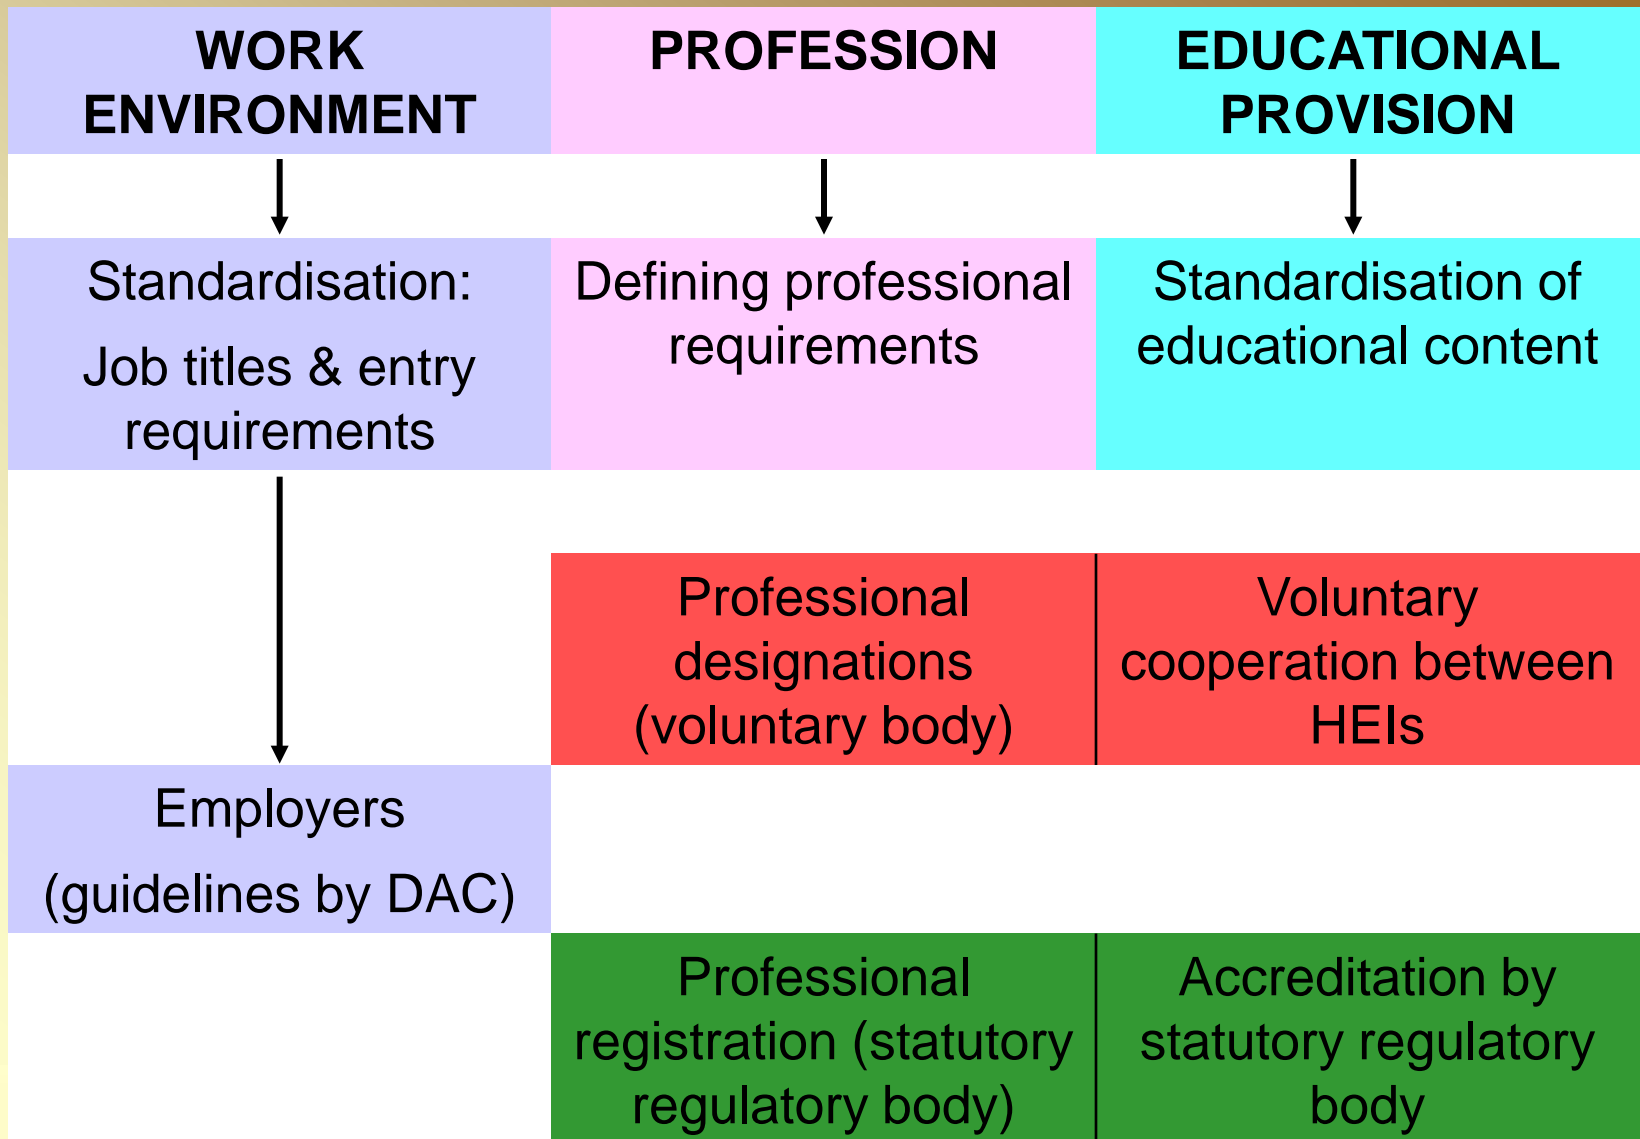 WORK
ENVIRONMENT
PROFESSION
EDUCATIONAL
PROVISION
Standardisation:
Job titles & entry
requirements
Defining professional
requirements
Standardisation of
educational content
Professional
designations
(voluntary body)
Voluntary
cooperation between
HEIs
Employers
(guidelines by DAC)
Professional
registration (statutory
regulatory body)
Accreditation by
statutory regulatory
body